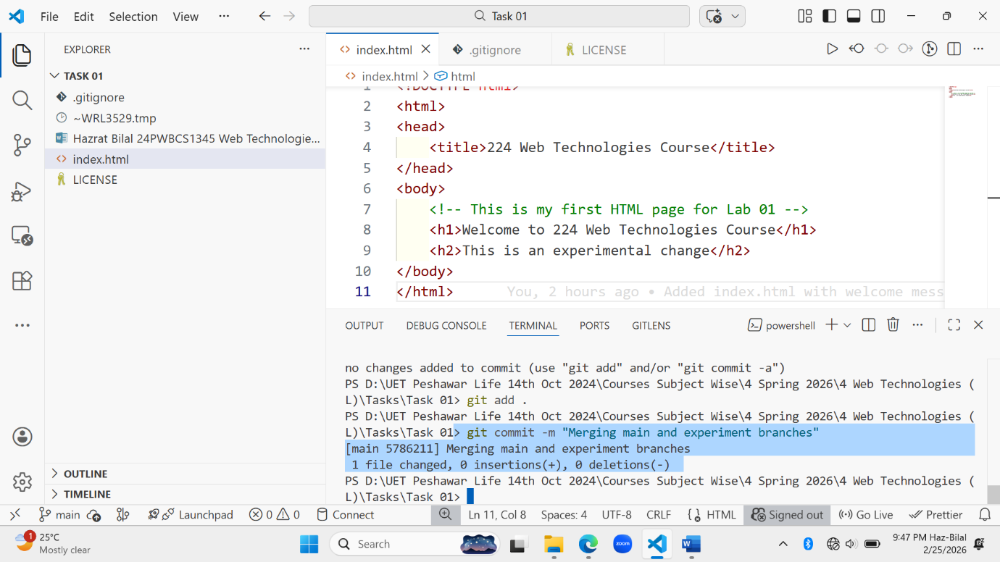 File Edit Selection View ··· Task 01
EXPLORER ···
TASK 01
.gitignore
~WRL3529.tmp
Hazrat Bilal 24PWBCS1345 Web Technologie...
index.html
LICENSE
OUTLINE
TIMELINE
index.html .gitignore LICENSE
index.html > html
1 <!DOCTYPE html>
2 <html>
3 <head>
4 <title>224 Web Technologies Course</title>
5 </head>
6 <body>
7 <!-- This is my first HTML page for Lab 01 -->
8 <h1>Welcome to 224 Web Technologies Course</h1>
9 <h2>This is an experimental change</h2>
10 </body>
11 </html> You, 2 hours ago • Added index.html with welcome mess
OUTPUT DEBUG CONSOLE TERMINAL PORTS GITLENS powershell
no changes added to commit (use "git add" and/or "git commit -a")
PS D:\UET Peshawar Life 14th Oct 2024\Courses Subject Wise\4 Spring 2026\4 Web Technologies (
L)\Tasks\Task 01> git add .
PS D:\UET Peshawar Life 14th Oct 2024\Courses Subject Wise\4 Spring 2026\4 Web Technologies (
L)\Tasks\Task 01> git commit -m "Merging main and experiment branches"
[main 5786211] Merging main and experiment branches
1 file changed, 0 insertions(+), 0 deletions(-)
PS D:\UET Peshawar Life 14th Oct 2024\Courses Subject Wise\4 Spring 2026\4 Web Technologies (
L)\Tasks\Task 01>
main Launchpad 0 0 Connect Ln 11, Col 8 Spaces: 4 UTF-8 CRLF {} HTML Signed out Go Live Prettier
1 25°C
Mostly clear
Search
zoom
9:47 PM Haz-Bilal
2/25/2026